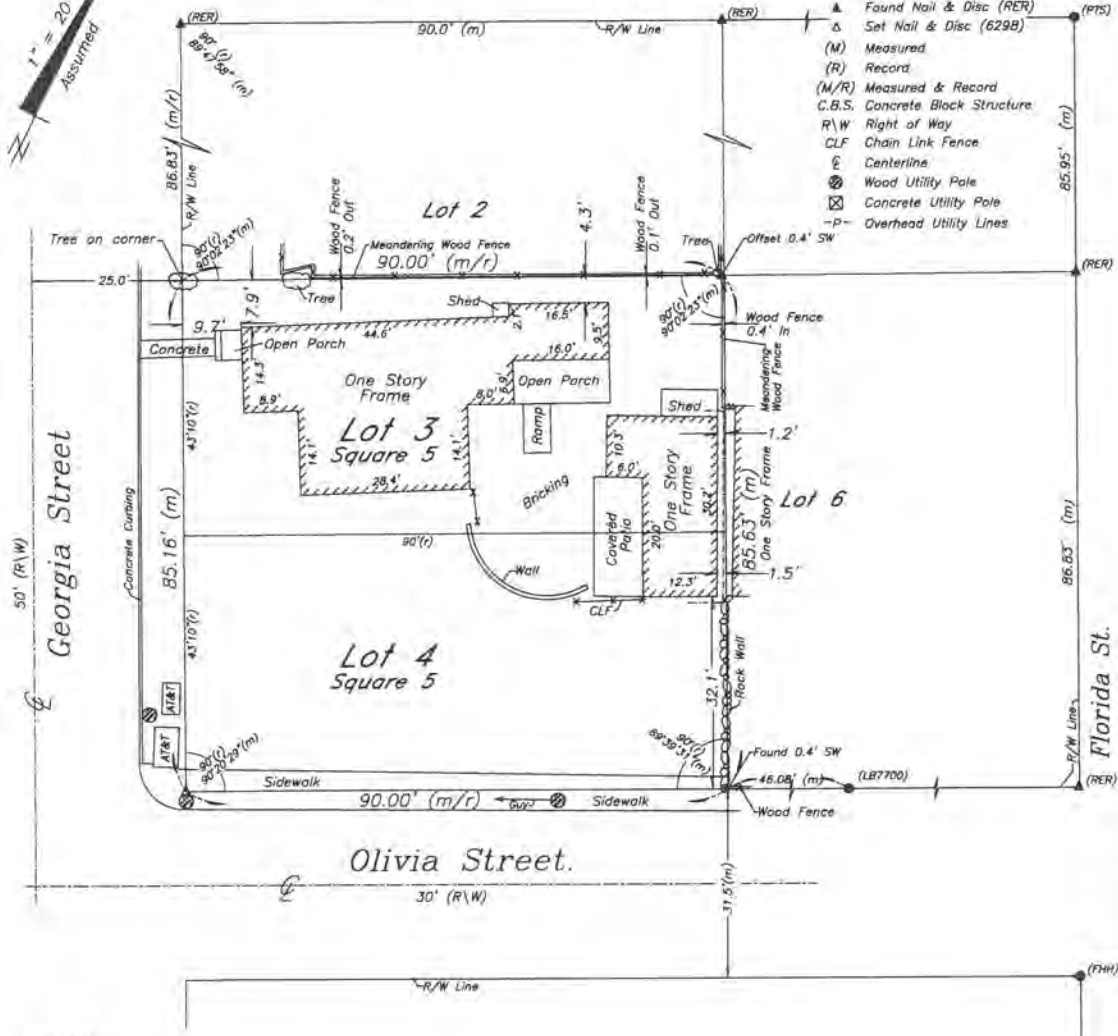 1" = 20
Assumed
N
(RER)
90.0' (m)
R/W Line
(RER)
(PTS)
▲ Found Nail & Disc (RER)
△ Set Nail & Disc (6298)
(M) Measured
(R) Record
(M/R) Measured & Record
C.B.S. Concrete Block Structure
R\W Right of Way
CLF Chain Link Fence
℄ Centerline
Wood Utility Pole
Concrete Utility Pole
-P- Overhead Utility Lines
90°(r)
89°47'58"(m)
86.83' (m/r)
R/W Line
85.95' (m)
Lot 2
Wood Fence
0.2' Out
Meandering Wood Fence
90.00' (m/r)
4.3'
Wood Fence
0.1' Out
Tree
Offset 0.4' SW
(RER)
Tree on corner
90°(r)
90°02'23"(m)
25.0'
Tree
7.9'
9.7'
Shed
2.1'
16.5'
9.5'
90°(r)
90°02'23"(m)
Wood Fence
0.4' In
Meandering
Wood Fence
Concrete
Open Porch
44.6'
16.0'
14.3'
One Story
Frame
Open Porch
8.9'
8.0'
6.9'
Ramp
Shed
1.2'
Lot 3
Square 5
14.1'
14.1'
28.4'
10.3'
6.0'
One Story
Frame
Bricking
Covered
Patio
20.0'
85.63' (m)
One Story Frame
Lot 6
43'10"(r)
Georgia Street
50' (R\W)
Concrete Curbing
85.16' (m)
90'(r)
Wall
12.3'
1.5'
CLF
86.83' (m)
Florida St.
43'10"(r)
Lot 4
Square 5
32.1'
Rock Wall
℄
AT&T
AT&T
90°(r)
90°20'29"(m)
90°(r)
89°39'31"(m)
Found 0.4' SW
R/W Line
Sidewalk
46.08' (m)
(LB7700)
(RER)
90.00' (m/r)
Guy
Sidewalk
Wood Fence
Olivia Street.
℄
30' (R\W)
31.5'(m)
R/W Line
(FHH)